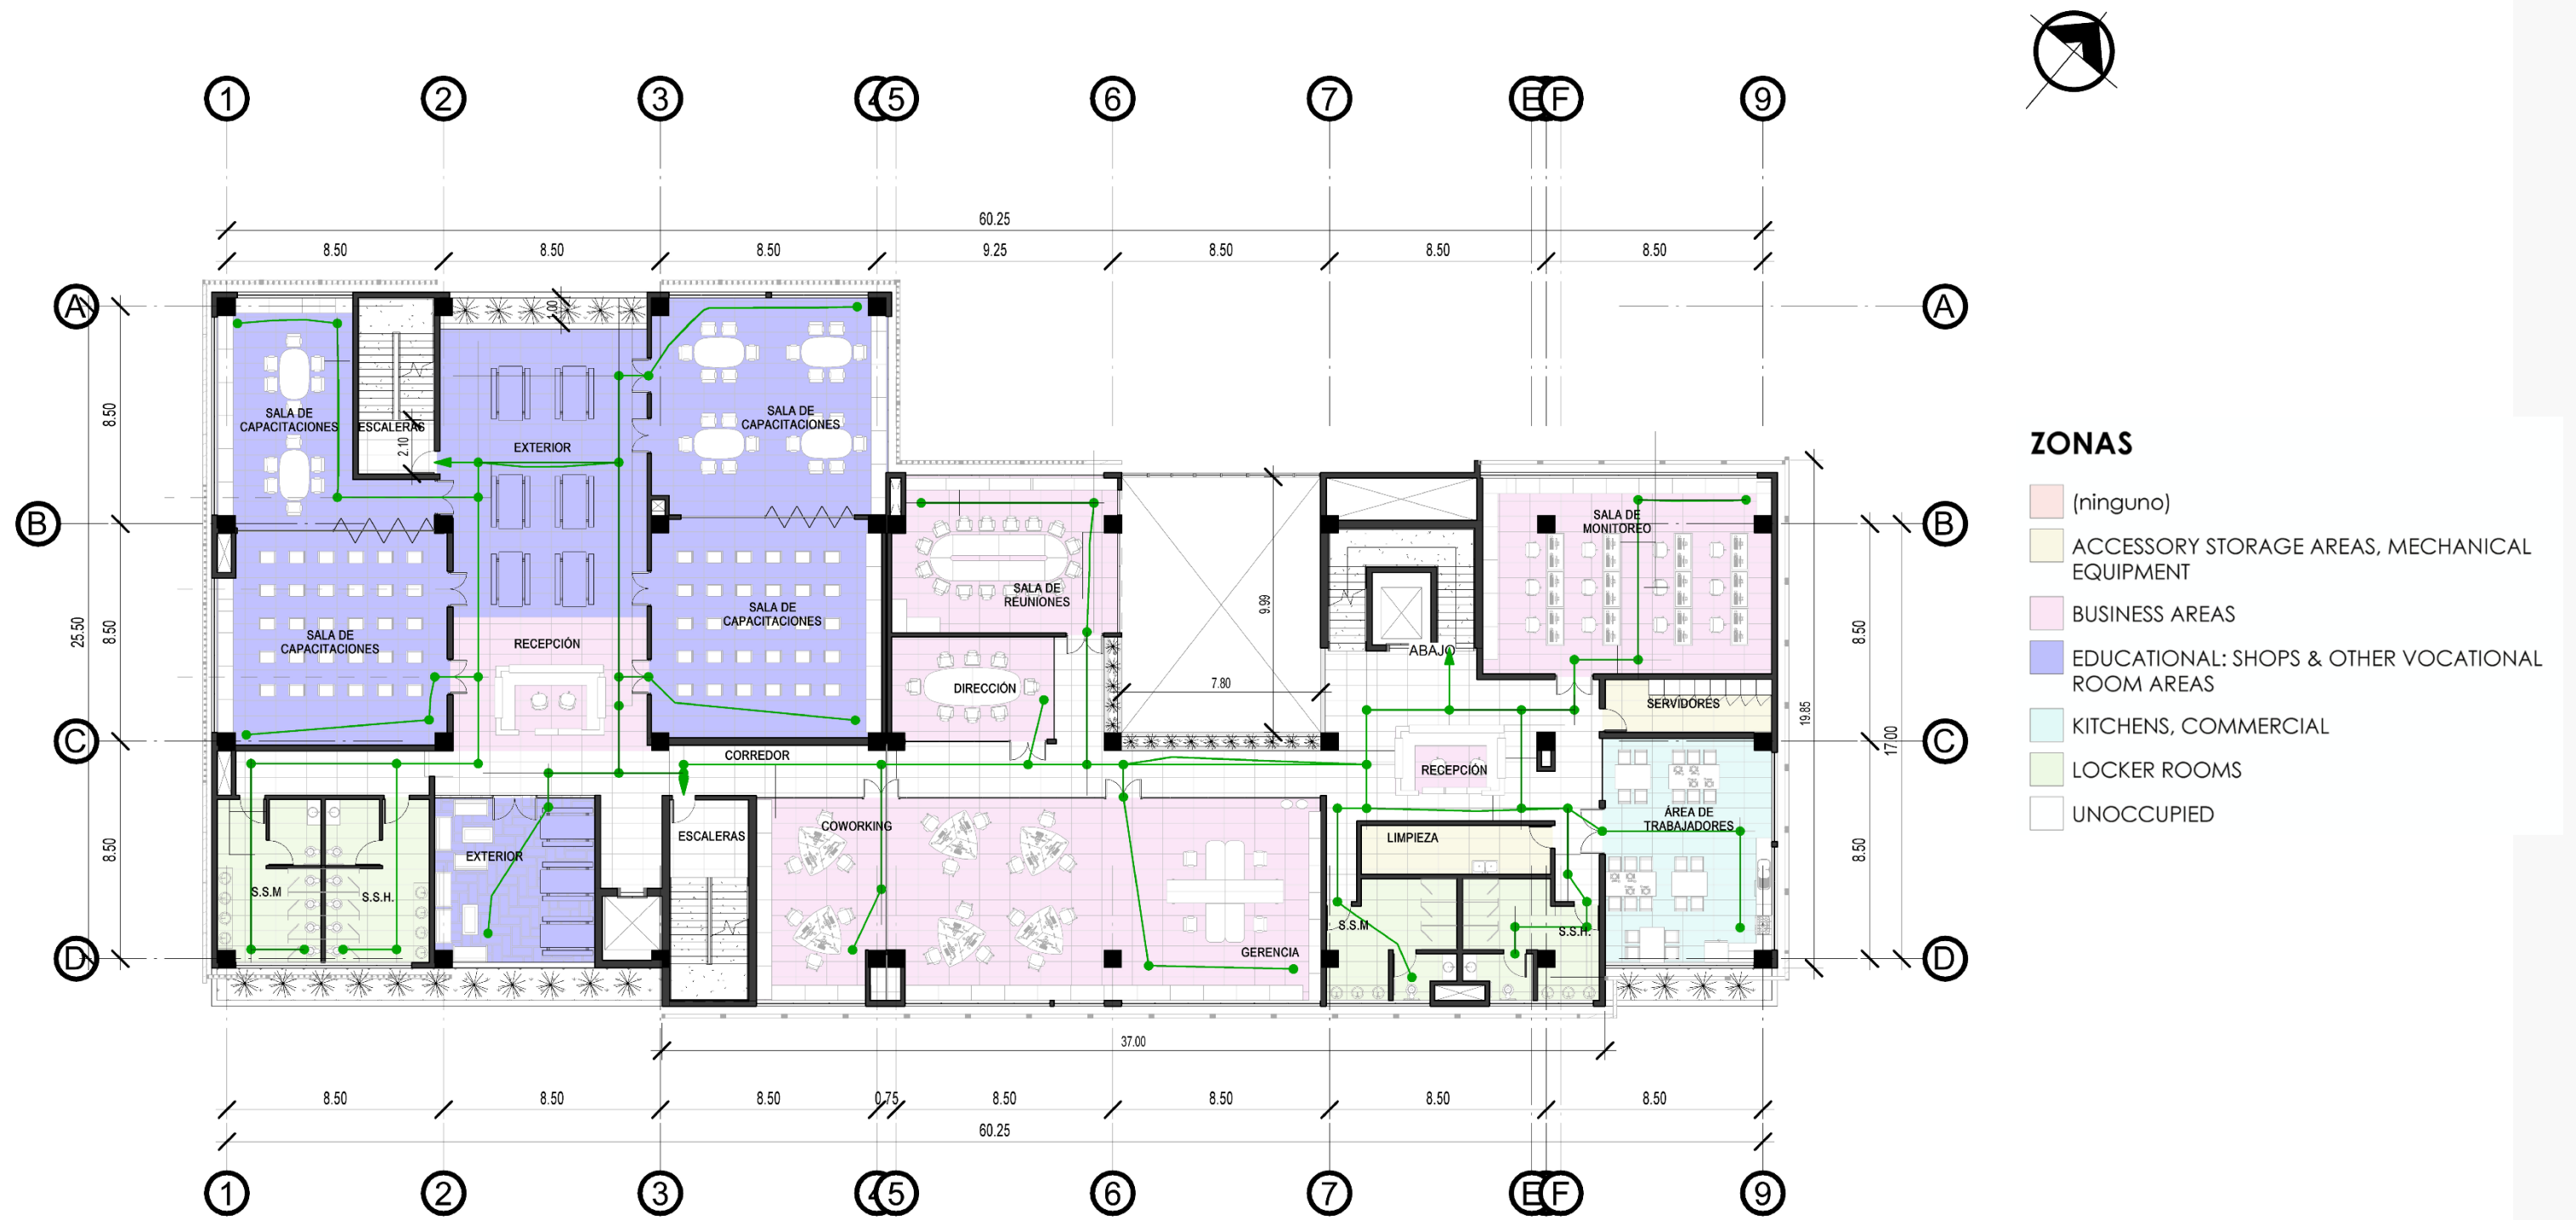 1
2
3
4
5
6
7
E
F
9
60.25
8.50
8.50
8.50
9.25
8.50
8.50
8.50
A
A
1.00
8.50
SALA DE
CAPACITACIONES
ESCALERAS
2.10
EXTERIOR
SALA DE
CAPACITACIONES
ZONAS
(ninguno)
ACCESSORY STORAGE AREAS, MECHANICAL
EQUIPMENT
BUSINESS AREAS
EDUCATIONAL: SHOPS & OTHER VOCATIONAL
ROOM AREAS
KITCHENS, COMMERCIAL
LOCKER ROOMS
UNOCCUPIED
B
B
SALA DE
MONITOREO
SALA DE
REUNIONES
9.99
25.50
8.50
SALA DE
CAPACITACIONES
RECEPCIÓN
SALA DE
CAPACITACIONES
8.50
ABAJO
7.80
DIRECCIÓN
SERVIDORES
19.85
17.00
C
C
CORREDOR
RECEPCIÓN
8.50
ESCALERAS
COWORKING
LIMPIEZA
ÁREA DE
TRABAJADORES
8.50
EXTERIOR
S.S.M
S.S.H.
S.S.M
S.S.H.
GERENCIA
D
D
37.00
8.50
8.50
8.50
0.75
8.50
8.50
8.50
8.50
60.25
1
2
3
4
5
6
7
E
F
9